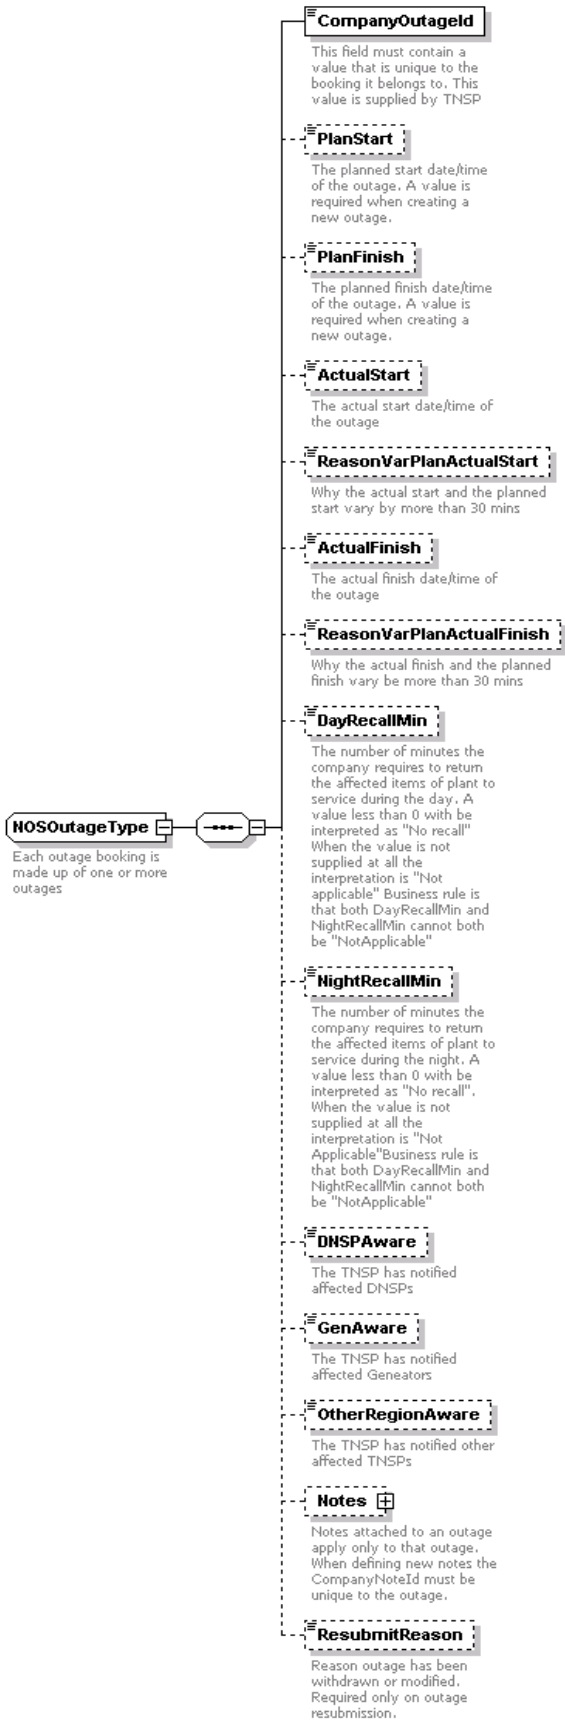 CompanyOutageId
This field must contain a
value that is unique to the
booking it belongs to. This
value is supplied by TNSP
PlanStart
The planned start date/time
of the outage. A value is
required when creating a
new outage.
PlanFinish
The planned finish date/time
of the outage. A value is
required when creating a
new outage.
ActualStart
The actual start date/time of
the outage
ReasonVarPlanActualStart
Why the actual start and the planned
start vary by more than 30 mins
ActualFinish
The actual finish date/time of
the outage
ReasonVarPlanActualFinish
Why the actual finish and the planned
finish vary be more than 30 mins
DayRecallMin
The number of minutes the
company requires to return
the affected items of plant to
service during the day. A
value less than 0 with be
interpreted as "No recall"
When the value is not
supplied at all the
interpretation is "Not
applicable" Business rule is
that both DayRecallMin and
NightRecallMin cannot both
be "NotApplicable"
NOSOutageType
Each outage booking is
made up of one or more
outages
NightRecallMin
The number of minutes the
company requires to return
the affected items of plant to
service during the night. A
value less than 0 with be
interpreted as "No recall".
When the value is not
supplied at all the
interpretation is "Not
Applicable"Business rule is
that both DayRecallMin and
NightRecallMin cannot both
be "NotApplicable"
DNSPAware
The TNSP has notified
affected DNSPs
GenAware
The TNSP has notified
affected Geneators
OtherRegionAware
The TNSP has notified other
affected TNSPs
Notes
Notes attached to an outage
apply only to that outage.
When defining new notes the
CompanyNoteId must be
unique to the outage.
ResubmitReason
Reason outage has been
withdrawn or modified.
Required only on outage
resubmission.